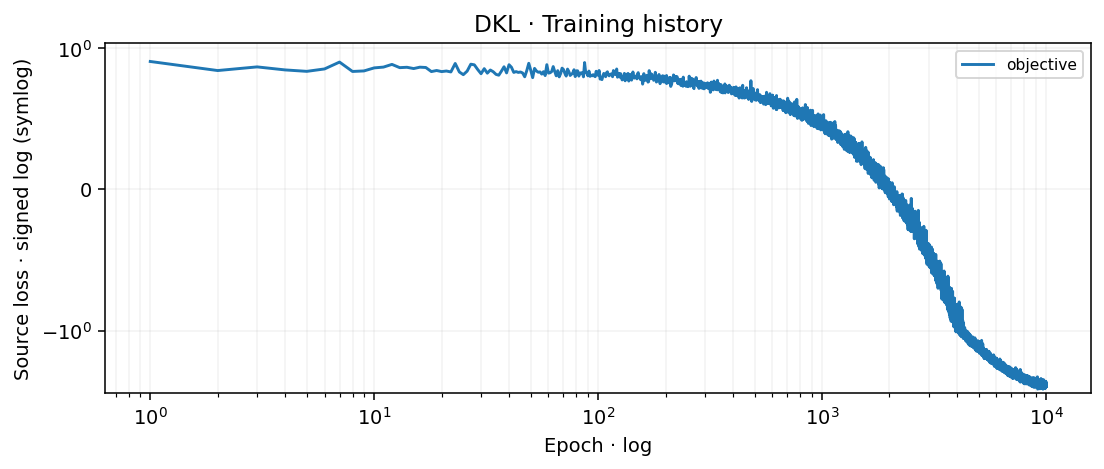 DKL · Training history
objective
Source loss · signed log (symlog)
10⁰
0
−10⁰
10⁰ 10¹ 10² 10³ 10⁴
Epoch · log